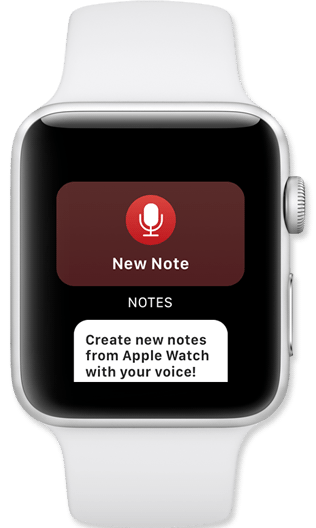 New Note
NOTES
Create new notes
from Apple Watch
with your voice!